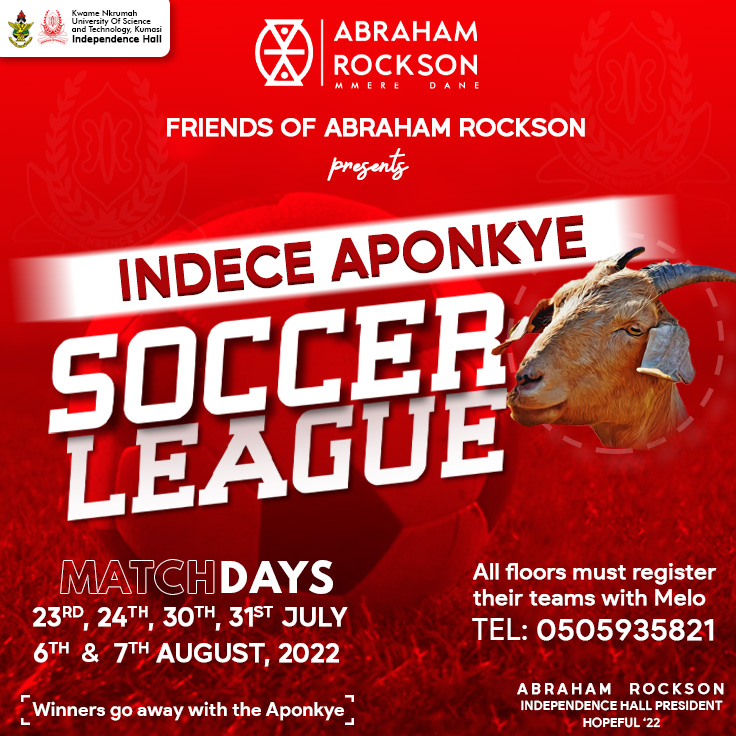 Kwame Nkrumah
University Of Science
and Technology, Kumasi
Independence Hall
ABRAHAM
ROCKSON
MMERE DANE
FRIENDS OF ABRAHAM ROCKSON
presents
INDECE APONKYE
SOCCER
LEAGUE
MATCHDAYS
23RD, 24TH, 30TH, 31ST JULY
6TH & 7TH AUGUST, 2022
[Winners go away with the Aponkye]
All floors must register
their teams with Melo
TEL: 0505935821
ABRAHAM ROCKSON
INDEPENDENCE HALL PRESIDENT
HOPEFUL ‘22